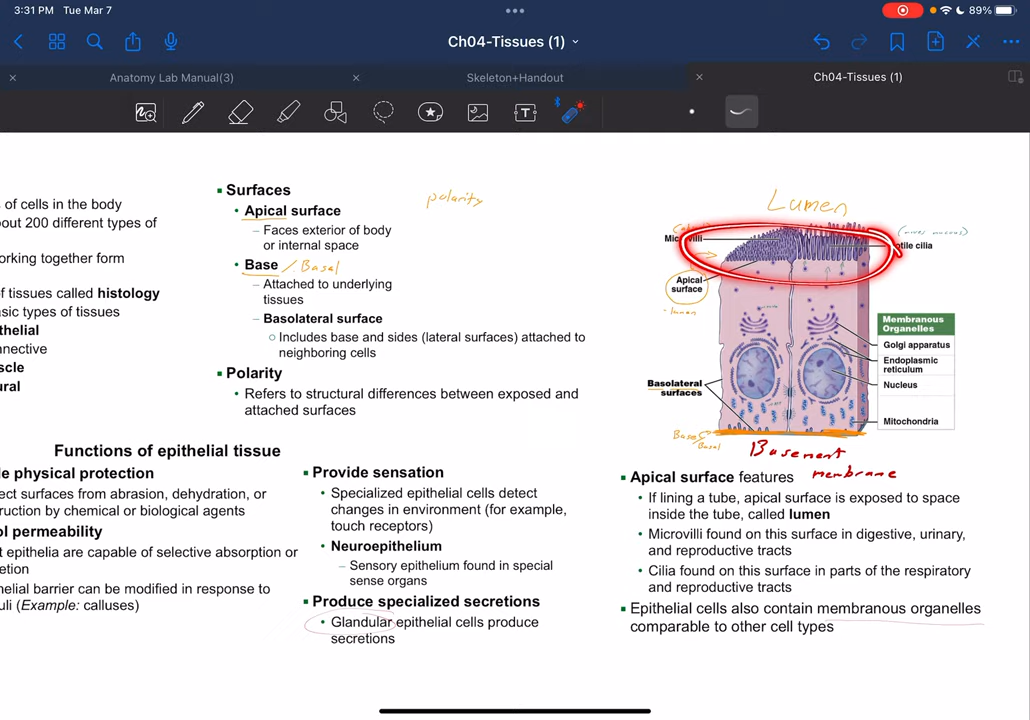 3:31 PM Tue Mar 7
89%
Ch04-Tissues (1)
Anatomy Lab Manual(3)
Skeleton+Handout
Ch04-Tissues (1)
of cells in the body
out 200 different types of
orking together form
f tissues called histology
asic types of tissues
thelial
nnective
scle
ural
Surfaces
Apical surface
Faces exterior of body
or internal space
Base / Basal
Attached to underlying
tissues
Basolateral surface
Includes base and sides (lateral surfaces) attached to
neighboring cells
Polarity
Refers to structural differences between exposed and
attached surfaces
polarity
Lumen
(moves mucus)
Apical
surface
- lumen
Basolateral
surfaces
Base
Basal
Basement
membrane
Membranous
Organelles
Golgi apparatus
Endoplasmic
reticulum
Nucleus
Mitochondria
Functions of epithelial tissue
e physical protection
ect surfaces from abrasion, dehydration, or
ruction by chemical or biological agents
ol permeability
t epithelia are capable of selective absorption or
etion
helial barrier can be modified in response to
uli (Example: calluses)
Provide sensation
Specialized epithelial cells detect
changes in environment (for example,
touch receptors)
Neuroepithelium
Sensory epithelium found in special
sense organs
Produce specialized secretions
Glandular epithelial cells produce
secretions
Apical surface features
If lining a tube, apical surface is exposed to space
inside the tube, called lumen
Microvilli found on this surface in digestive, urinary,
and reproductive tracts
Cilia found on this surface in parts of the respiratory
and reproductive tracts
Epithelial cells also contain membranous organelles
comparable to other cell types